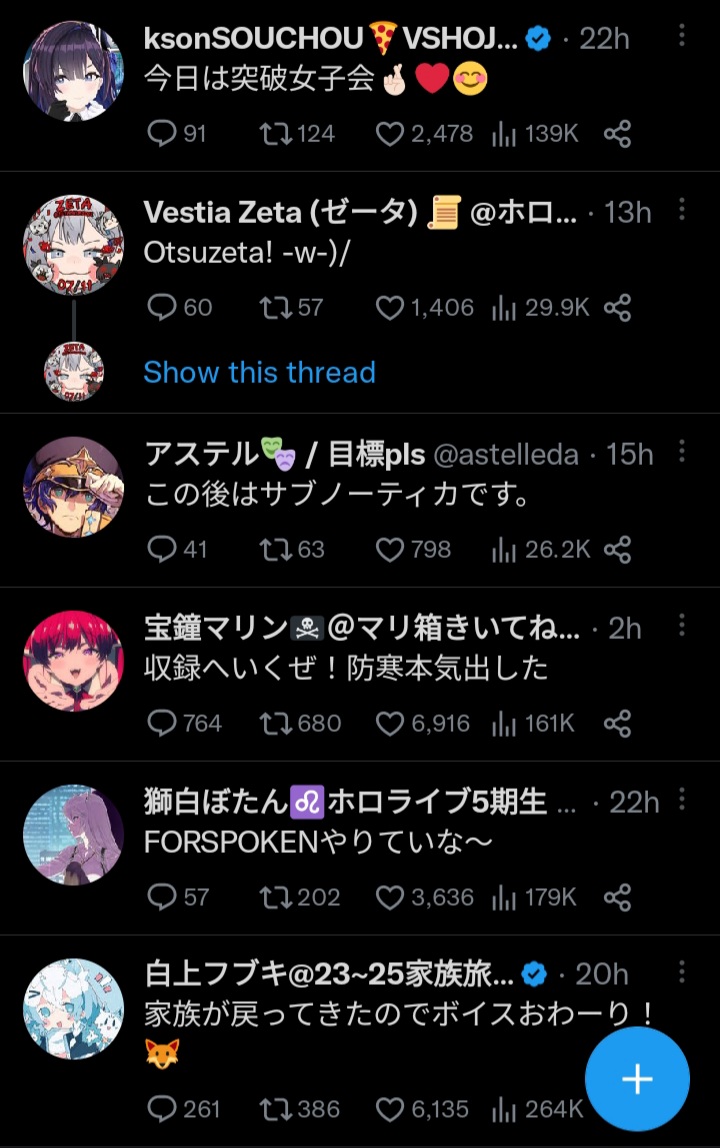 ksonSOUCHOU🍕VSHOJ... · 22h
今日は突破女子会🤞🏻❤️😊
91 124 2,478 139K
Vestia Zeta (ゼータ) 📜 @ホロ... · 13h
Otsuzeta! -w-)/
60 57 1,406 29.9K
Show this thread
アステル🎭 / 目標pls @astelleda · 15h
この後はサブノーティカです。
41 63 798 26.2K
宝鐘マリン☠️@マリ箱きいてね... · 2h
収録へいくぜ！防寒本気出した
764 680 6,916 161K
獅白ぼたん♌ホロライブ5期生 ... · 22h
FORSPOKENやりていな〜
57 202 3,636 179K
白上フブキ@23~25家族旅... · 20h
家族が戻ってきたのでボイスおわーり！
🦊
261 386 6,135 264K